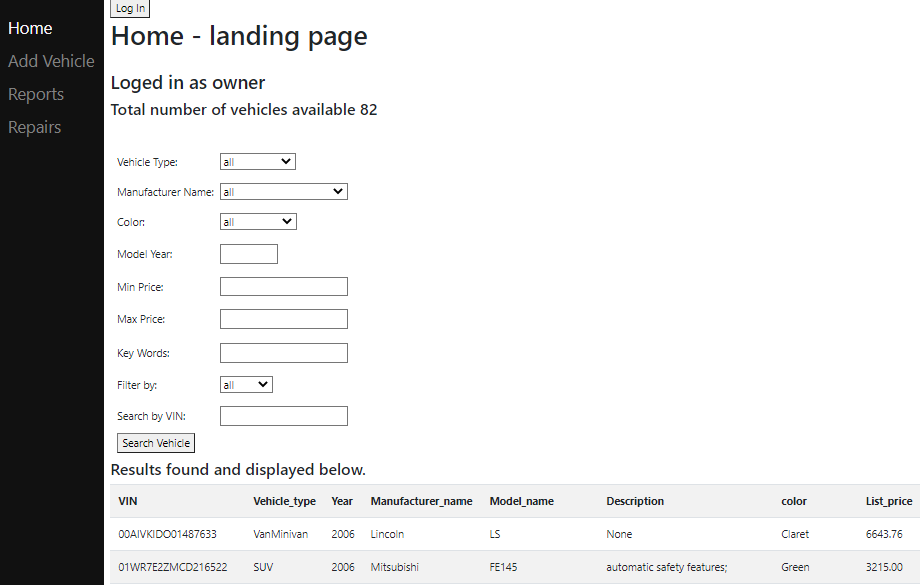 Home
Add Vehicle
Reports
Repairs
Log In
Home - landing page
Loged in as owner
Total number of vehicles available 82
Vehicle Type: all
Manufacturer Name: all
Color: all
Model Year:
Min Price:
Max Price:
Key Words:
Filter by: all
Search by VIN:
Search Vehicle
Results found and displayed below.
VIN Vehicle_type Year Manufacturer_name Model_name Description color List_price
00AIVKIDO01487633 VanMinivan 2006 Lincoln LS None Claret 6643.76
01WR7E2ZMCD216522 SUV 2006 Mitsubishi FE145 automatic safety features; Green 3215.00